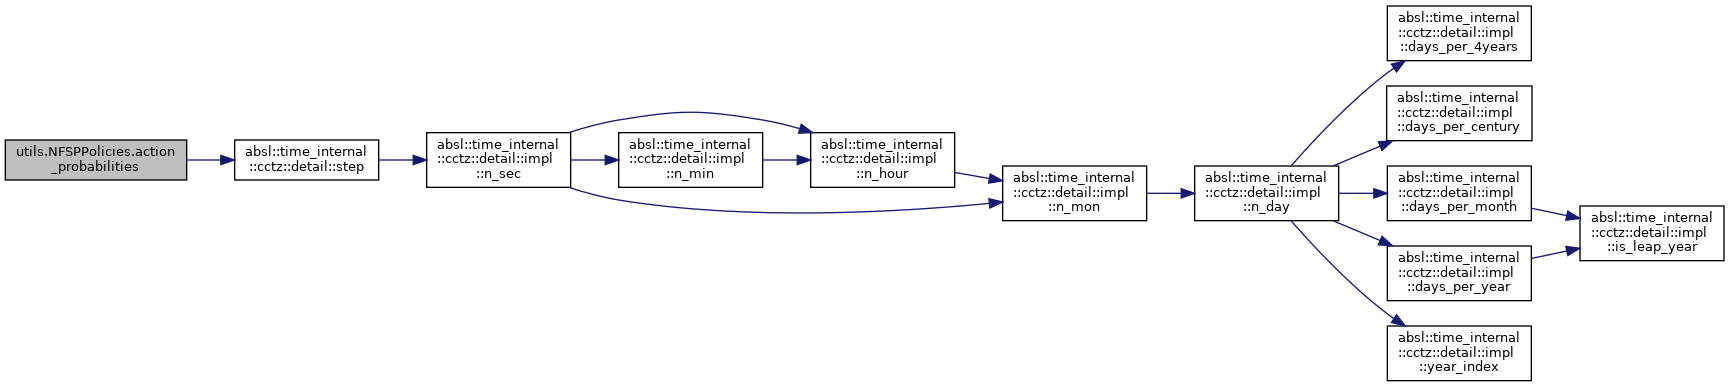 utils.NFSPPolicies.action
_probabilities
absl::time_internal
::cctz::detail::step
absl::time_internal
::cctz::detail::impl
::n_sec
absl::time_internal
::cctz::detail::impl
::n_min
absl::time_internal
::cctz::detail::impl
::n_hour
absl::time_internal
::cctz::detail::impl
::n_mon
absl::time_internal
::cctz::detail::impl
::n_day
absl::time_internal
::cctz::detail::impl
::days_per_4years
absl::time_internal
::cctz::detail::impl
::days_per_century
absl::time_internal
::cctz::detail::impl
::days_per_month
absl::time_internal
::cctz::detail::impl
::days_per_year
absl::time_internal
::cctz::detail::impl
::year_index
absl::time_internal
::cctz::detail::impl
::is_leap_year